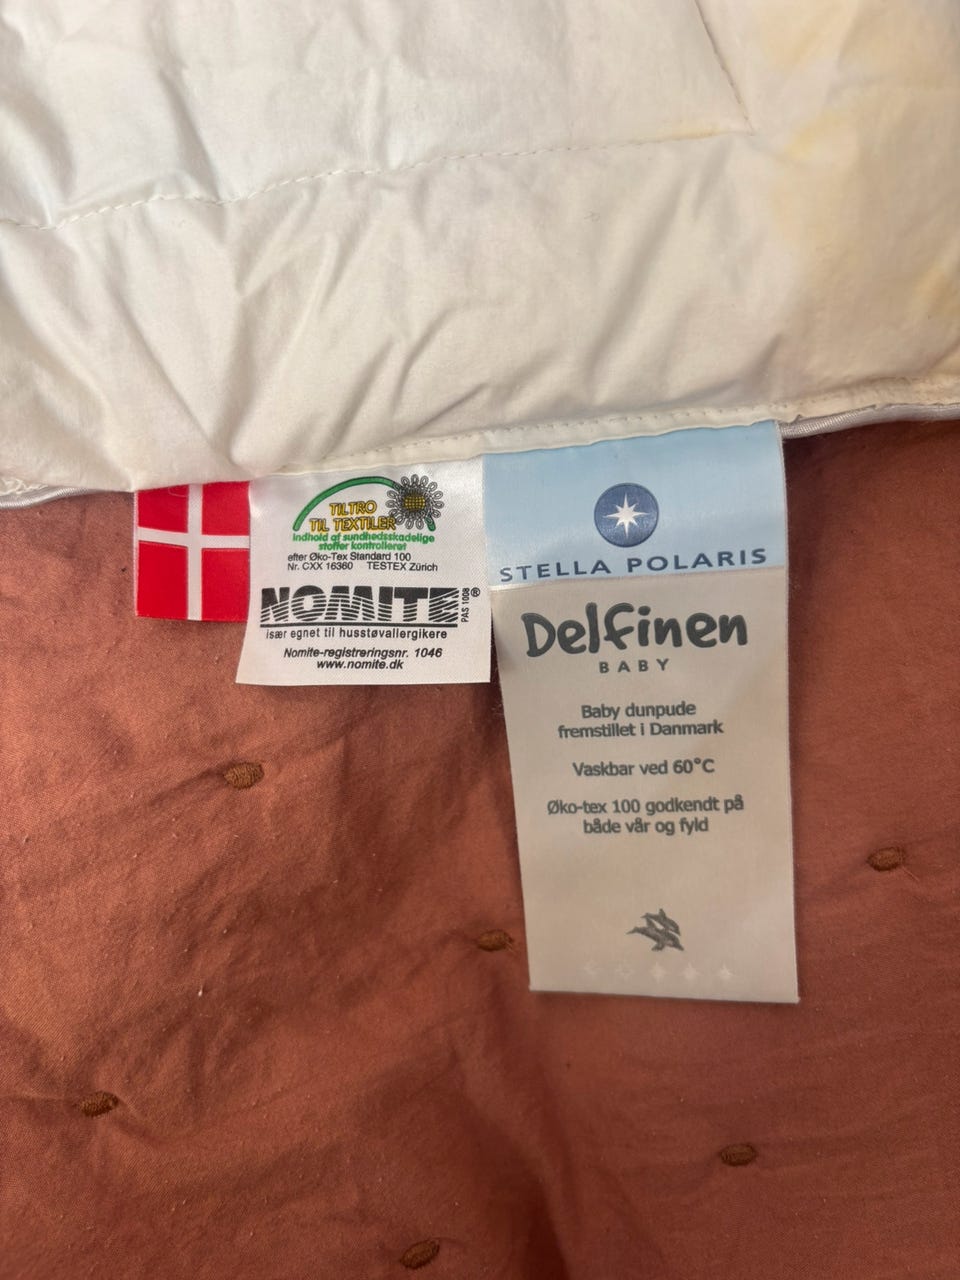 TILTRO
TIL TEXTILER
Indhold af sundhedsskadelige
stoffer kontrolleret
efter Øko-Tex Standard 100
Nr. CXX 16360 TESTEX Zürich
NOMITE®
PAS 1008
især egnet til husstøvallergikere
Nomite-registreringsnr. 1046
www.nomite.dk
STELLA POLARIS
Delfinen
BABY
Baby dunpude
fremstillet i Danmark
Vaskbar ved 60°C
Øko-tex 100 godkendt på
både vår og fyld